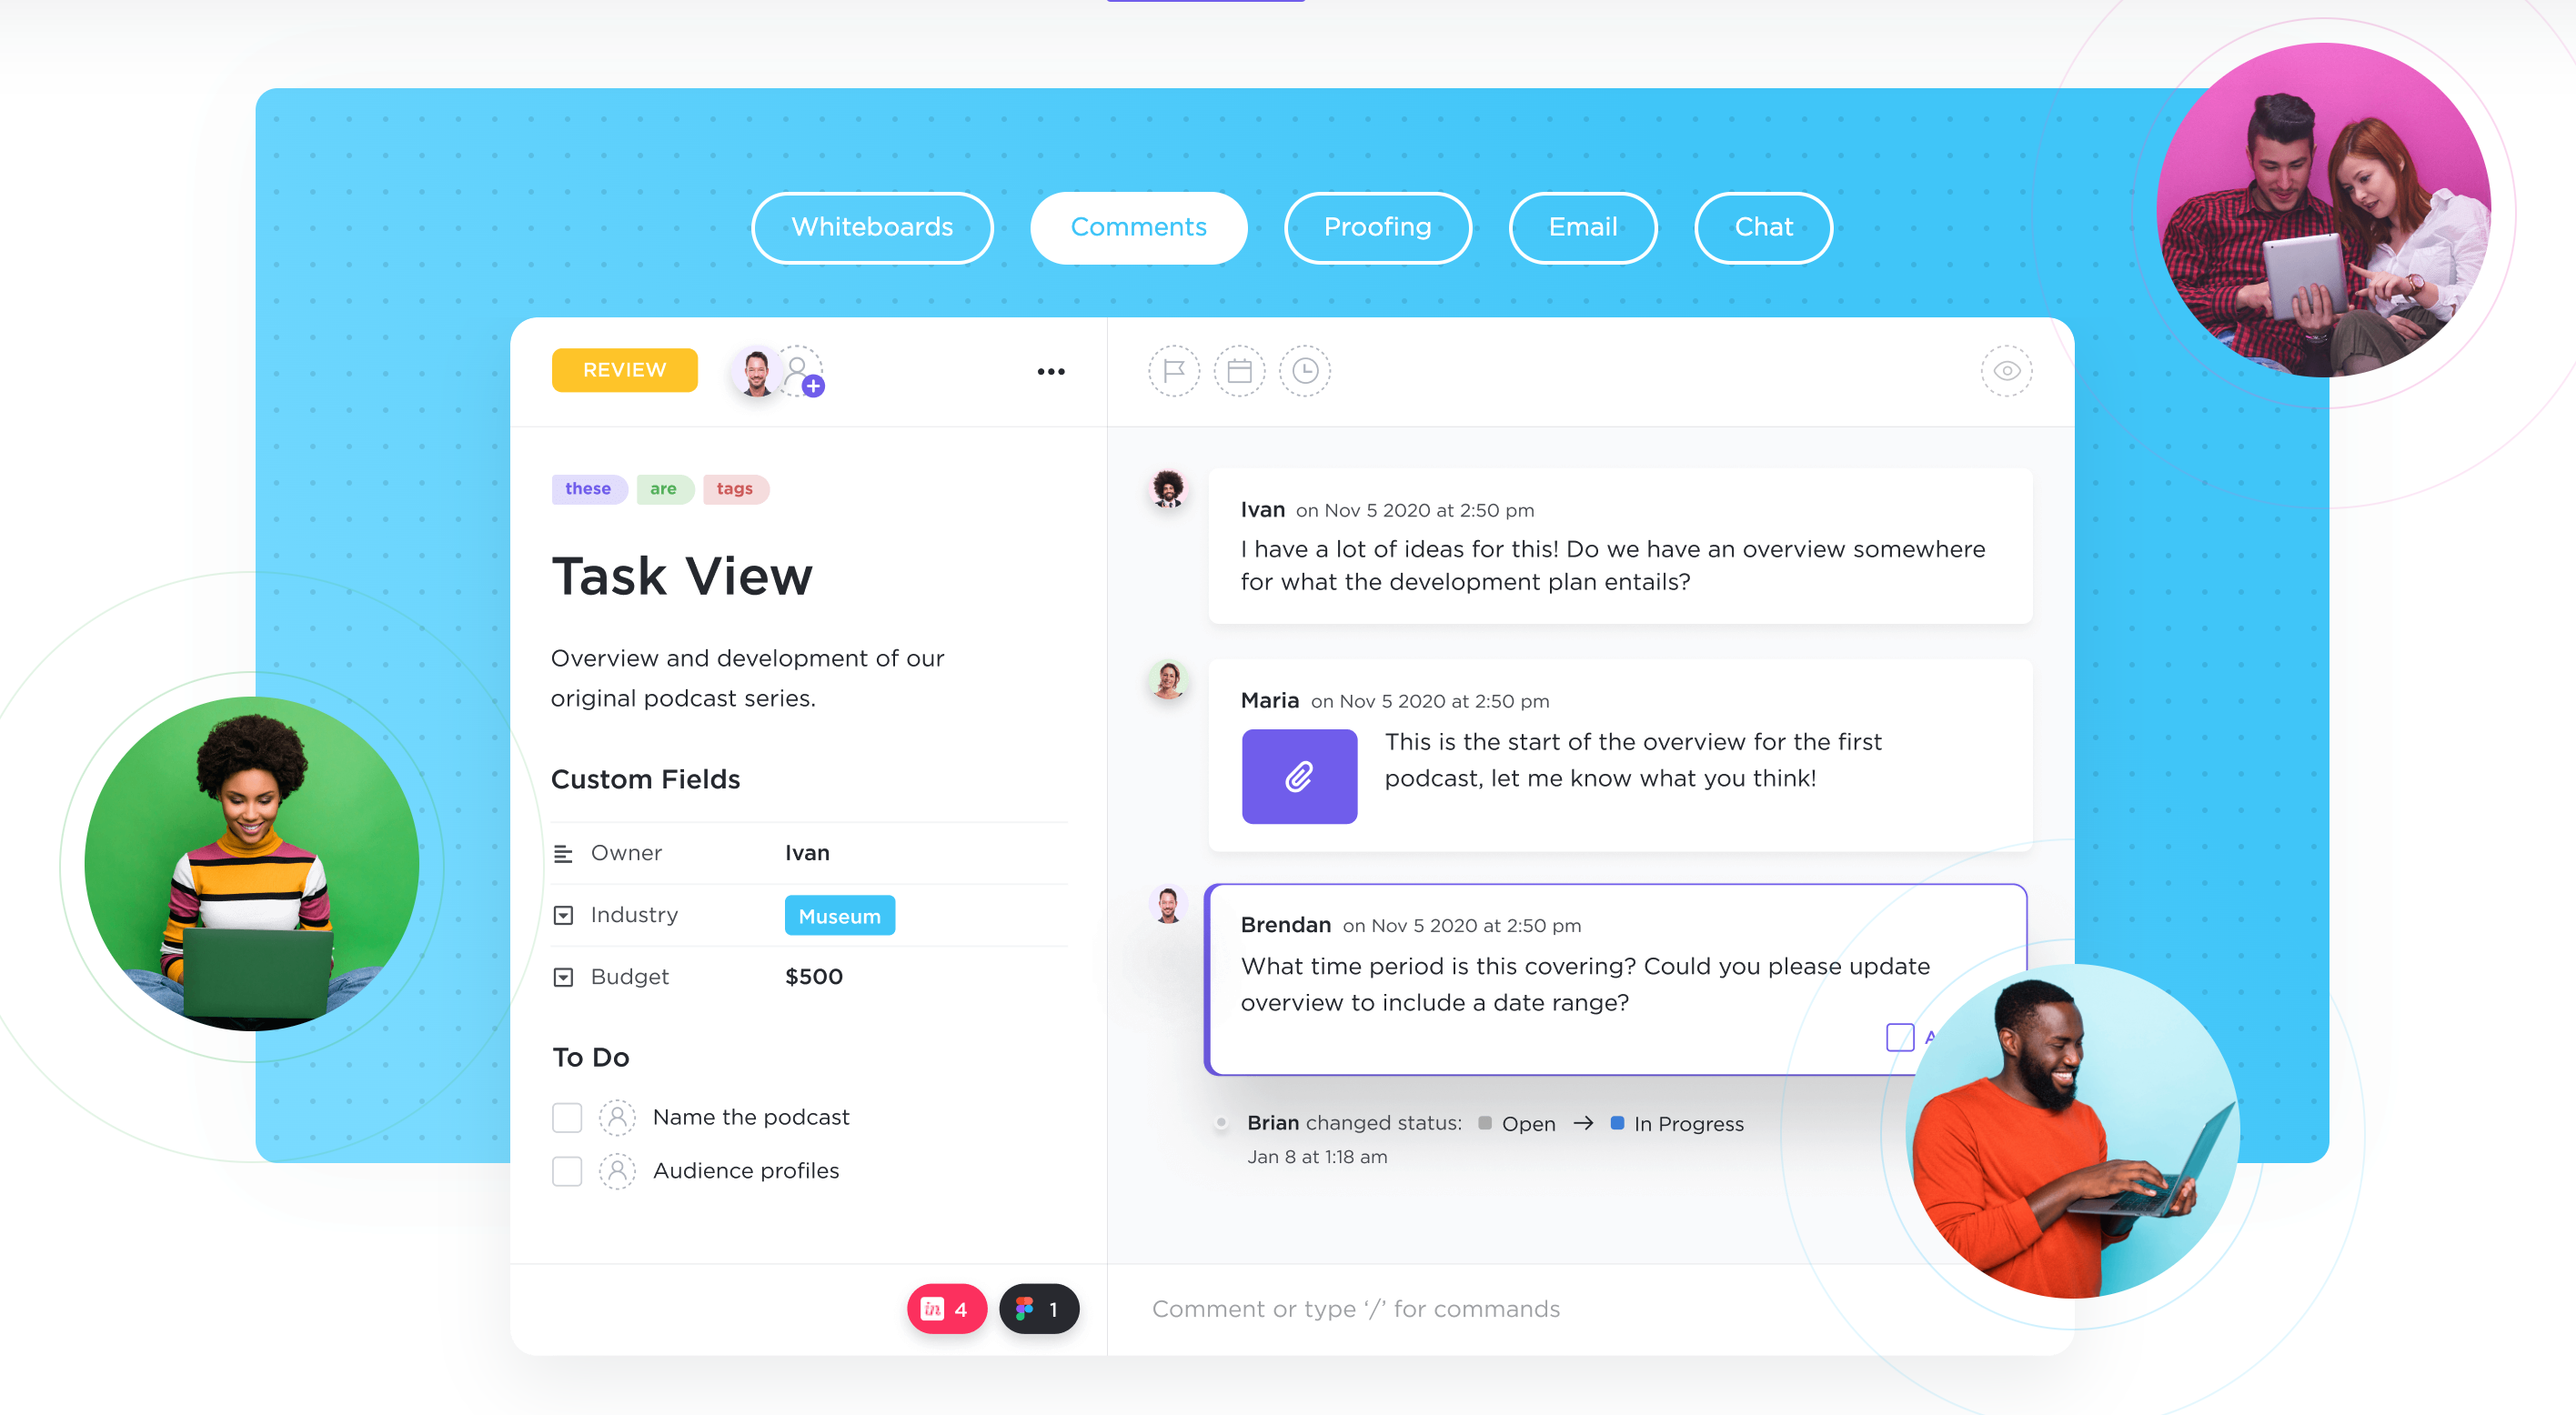 Whiteboards
Comments
Proofing
Email
Chat
REVIEW
these are tags
Task View
Overview and development of our
original podcast series.
Custom Fields
Owner Ivan
Industry Museum
Budget $500
To Do
Name the podcast
Audience profiles
in 4
1
Ivan on Nov 5 2020 at 2:50 pm
I have a lot of ideas for this! Do we have an overview somewhere
for what the development plan entails?
Maria on Nov 5 2020 at 2:50 pm
This is the start of the overview for the first
podcast, let me know what you think!
Brendan on Nov 5 2020 at 2:50 pm
What time period is this covering? Could you please update
overview to include a date range?
Brian changed status: Open → In Progress
Jan 8 at 1:18 am
Comment or type ‘/’ for commands